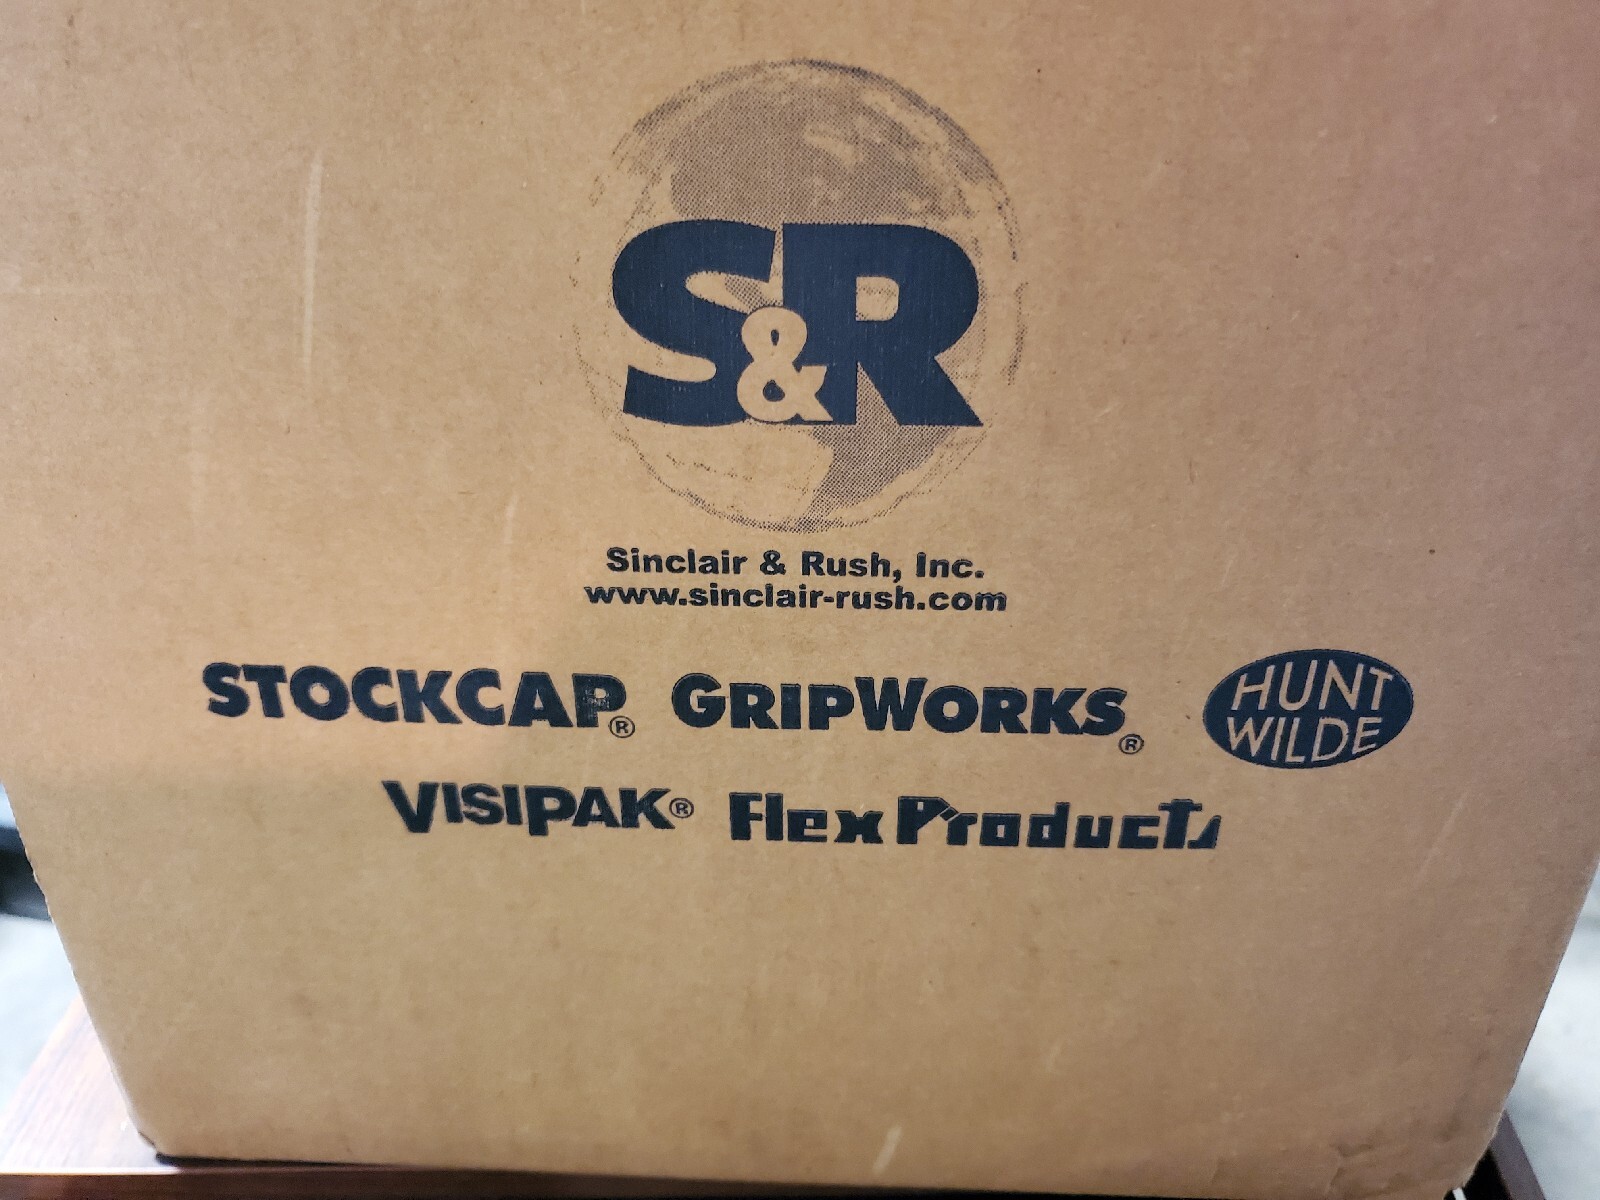 S&R
Sinclair & Rush, Inc.
www.sinclair-rush.com
STOCKCAP® GRIPWORKS® HUNT WILDE
VISIPAK® Flex Products